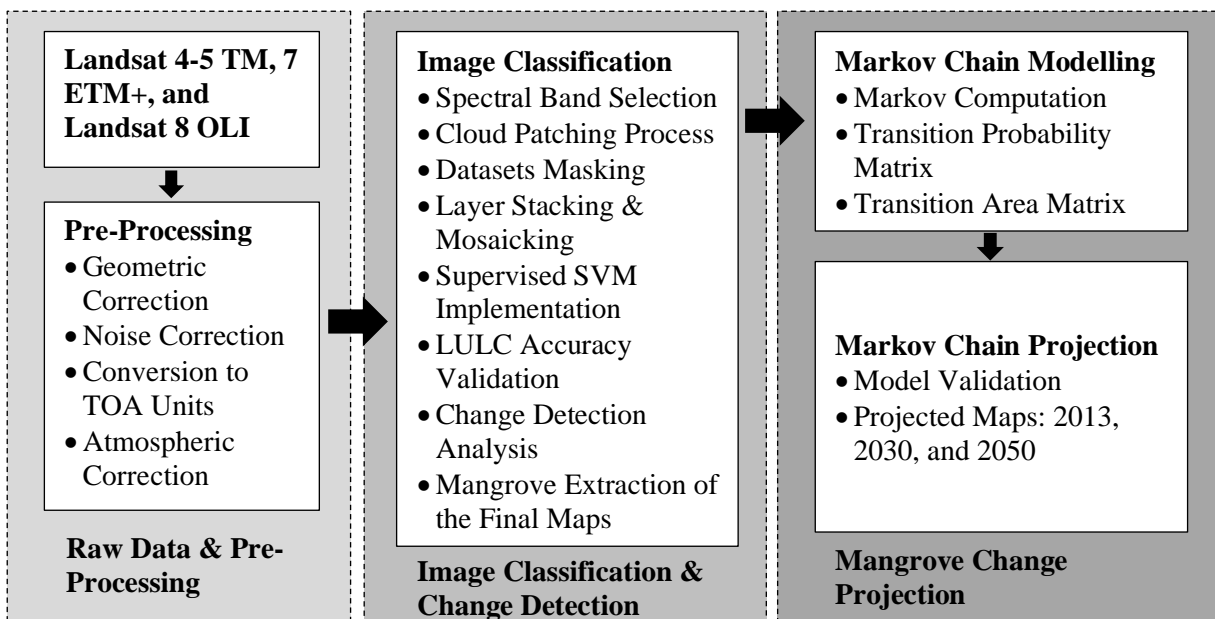 Landsat 4-5 TM, 7
ETM+, and
Landsat 8 OLI
Pre-Processing
• Geometric
Correction
• Noise Correction
• Conversion to
TOA Units
• Atmospheric
Correction
Raw Data & Pre-
Processing
Image Classification
• Spectral Band Selection
• Cloud Patching Process
• Datasets Masking
• Layer Stacking &
Mosaicking
• Supervised SVM
Implementation
• LULC Accuracy
Validation
• Change Detection
Analysis
• Mangrove Extraction of
the Final Maps
Image Classification &
Change Detection
Markov Chain Modelling
• Markov Computation
• Transition Probability
Matrix
• Transition Area Matrix
Markov Chain Projection
• Model Validation
• Projected Maps: 2013,
2030, and 2050
Mangrove Change
Projection